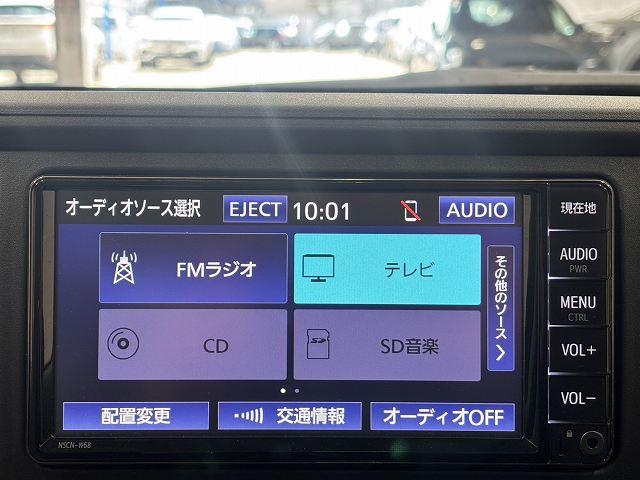 オーディオソース選択 EJECT 10:01 AUDIO
FMラジオ テレビ
CD SD音楽
その他のソース
配置変更 交通情報 オーディオOFF
現在地
AUDIO
PWR
MENU
CTRL
VOL+
VOL−
NSCN-W68